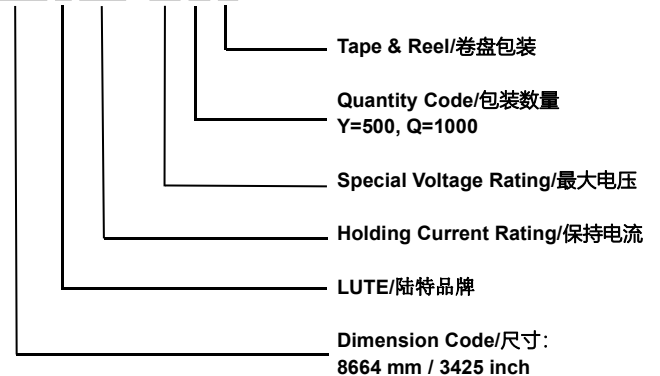 Tape & Reel/卷盘包装
Quantity Code/包装数量
Y=500, Q=1000
Special Voltage Rating/最大电压
Holding Current Rating/保持电流
LUTE/陆特品牌
Dimension Code/尺寸:
8664 mm / 3425 inch